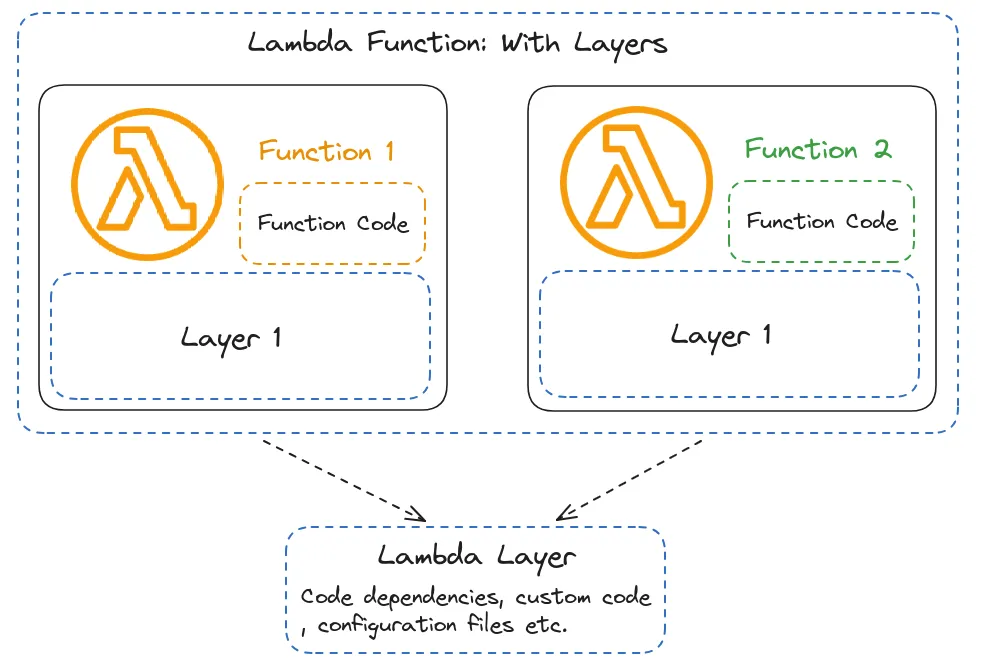 Lambda Function: With Layers
Function 1
Function Code
Layer 1
Function 2
Function Code
Layer 1
Lambda Layer
Code dependencies, custom code
, configuration files etc.